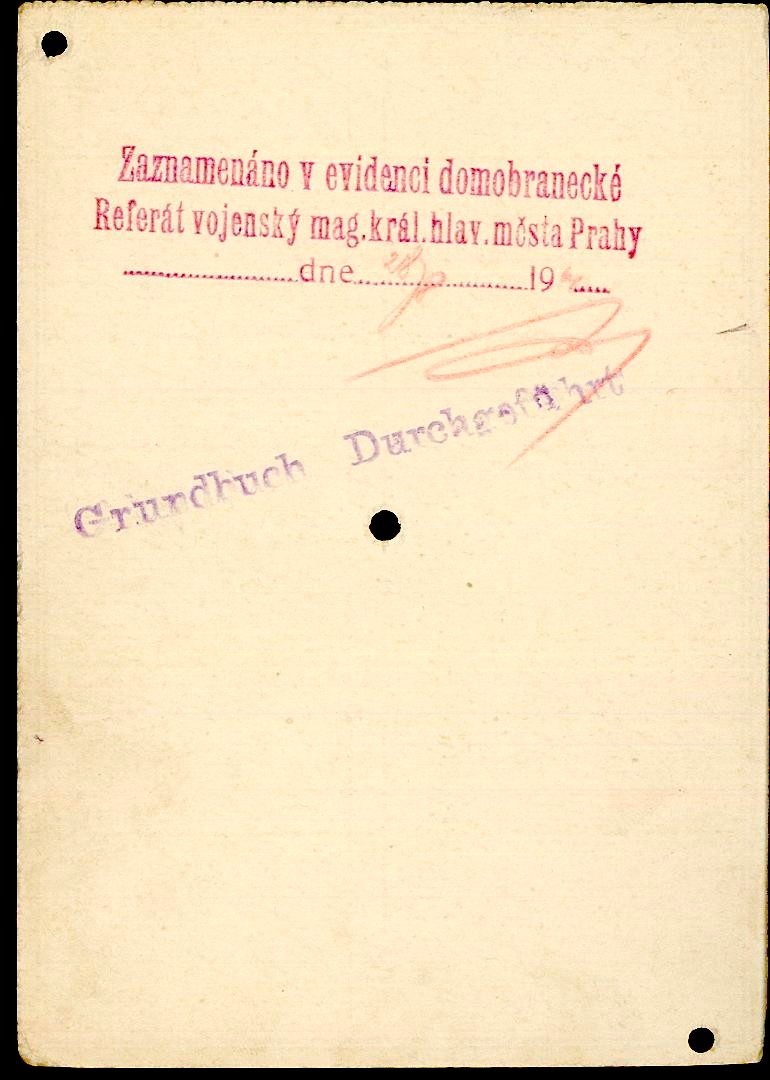 Zaznamenáno v evidenci domobranecké
Referát vojenský mag. král. hlav. města Prahy
dne 19
Grundbuch Durchgeführt